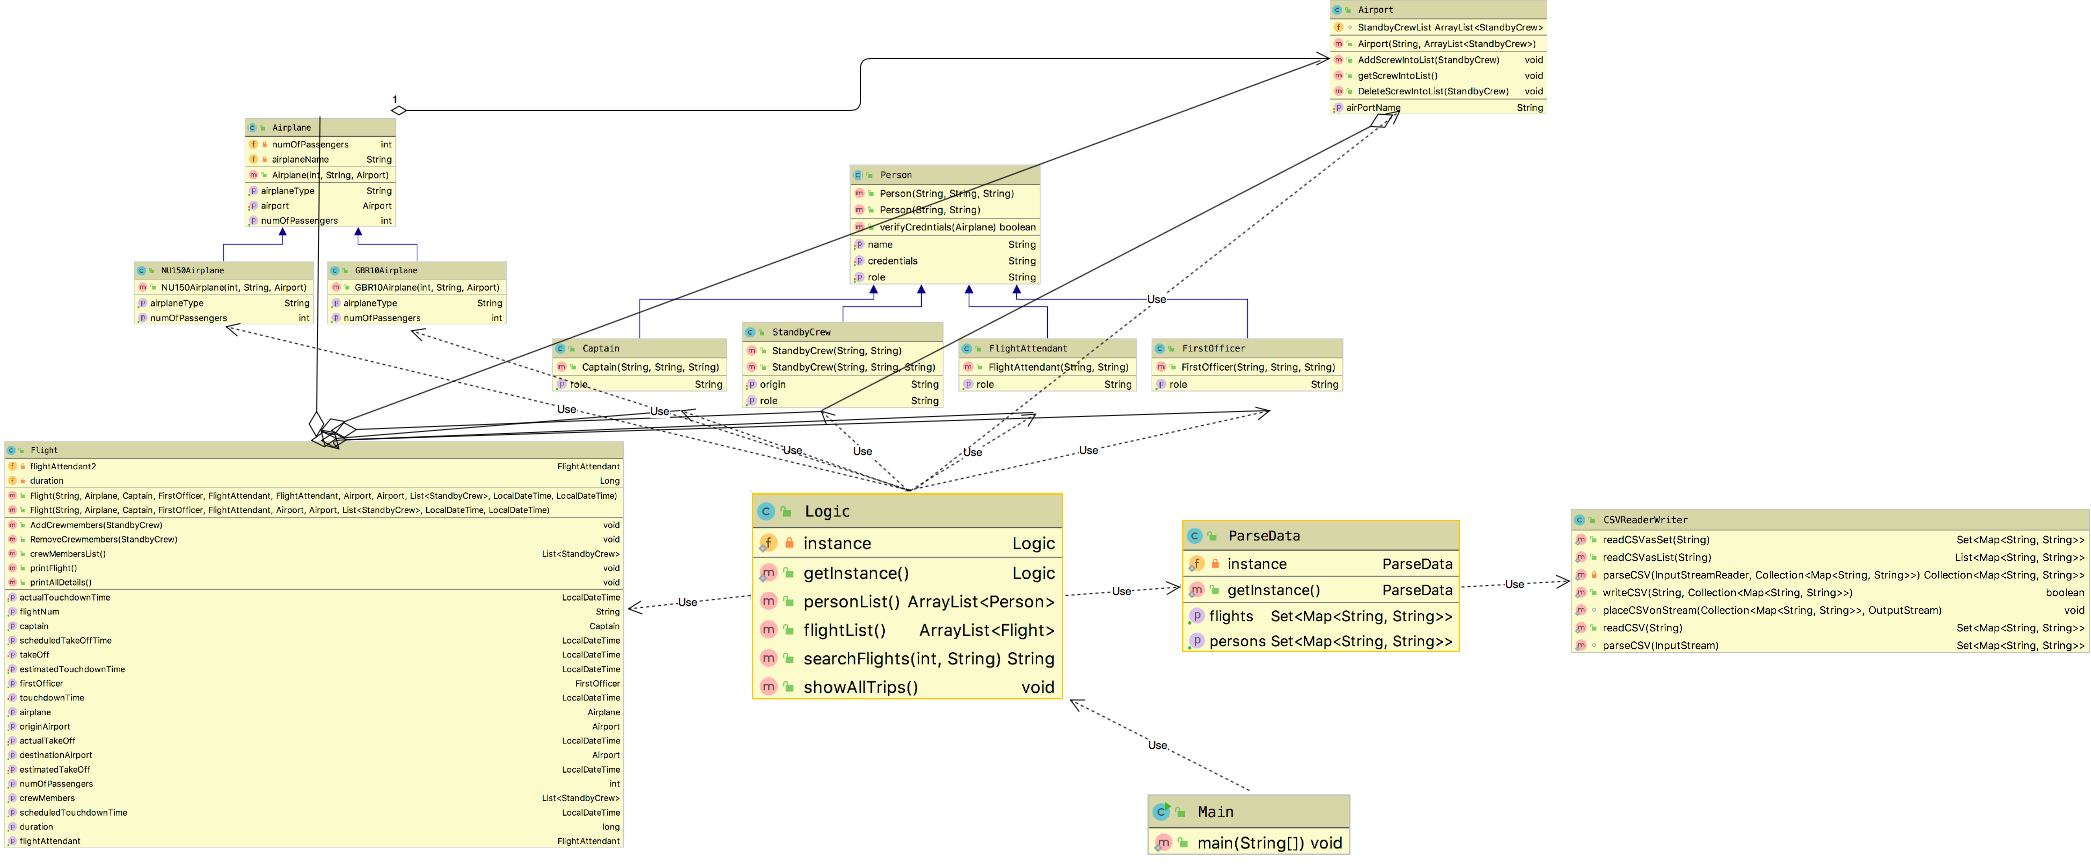 Airport
StandbyCrewList ArrayList<StandbyCrew>
Airport(String, ArrayList<StandbyCrew>)
AddScrewIntoList(StandbyCrew) void
getScrewIntoList() void
DeleteScrewIntoList(StandbyCrew) void
airPortName String
1
Airplane
numOfPassengers int
airplaneName String
Airplane(int, String, Airport)
airplaneType String
airport Airport
numOfPassengers int
Person
Person(String, String, String)
Person(String, String)
verifyCredntials(Airplane) boolean
name String
credentials String
role String
NU150Airplane
NU150Airplane(int, String, Airport)
airplaneType String
numOfPassengers int
GBR10Airplane
GBR10Airplane(int, String, Airport)
airplaneType String
numOfPassengers int
Use
Captain
Captain(String, String, String)
role String
StandbyCrew
StandbyCrew(String, String)
StandbyCrew(String, String, String)
origin String
role String
FlightAttendant
FlightAttendant(String, String)
role String
FirstOfficer
FirstOfficer(String, String, String)
role String
Use
Use
Use
Use
Use
Use
Flight
flightAttendant2 FlightAttendant
duration Long
Flight(String, Airplane, Captain, FirstOfficer, FlightAttendant, FlightAttendant, Airport, Airport, List<StandbyCrew>, LocalDateTime, LocalDateTime)
Flight(String, Airplane, Captain, FirstOfficer, FlightAttendant, Airport, Airport, List<StandbyCrew>, LocalDateTime, LocalDateTime)
AddCrewmembers(StandbyCrew) void
RemoveCrewmembers(StandbyCrew) void
crewMembersList() List<StandbyCrew>
printFlight() void
printAllDetails() void
actualTouchdownTime LocalDateTime
flightNum String
captain Captain
scheduledTakeOffTime LocalDateTime
takeOff LocalDateTime
estimatedTouchdownTime LocalDateTime
firstOfficer FirstOfficer
touchdownTime LocalDateTime
airplane Airplane
originAirport Airport
actualTakeOff LocalDateTime
destinationAirport Airport
estimatedTakeOff LocalDateTime
numOfPassengers int
crewMembers List<StandbyCrew>
scheduledTouchdownTime LocalDateTime
duration long
flightAttendant FlightAttendant
Use
Logic
instance Logic
getInstance() Logic
personList() ArrayList<Person>
flightList() ArrayList<Flight>
searchFlights(int, String) String
showAllTrips() void
Use
ParseData
instance ParseData
getInstance() ParseData
flights Set<Map<String, String>>
persons Set<Map<String, String>>
Use
CSVReaderWriter
readCSVasSet(String) Set<Map<String, String>>
readCSVasList(String) List<Map<String, String>>
parseCSV(InputStreamReader, Collection<Map<String, String>>) Collection<Map<String, String>>
writeCSV(String, Collection<Map<String, String>>) boolean
placeCSVonStream(Collection<Map<String, String>>, OutputStream) void
readCSV(String) Set<Map<String, String>>
parseCSV(InputStream) Set<Map<String, String>>
Use
Main
main(String[]) void